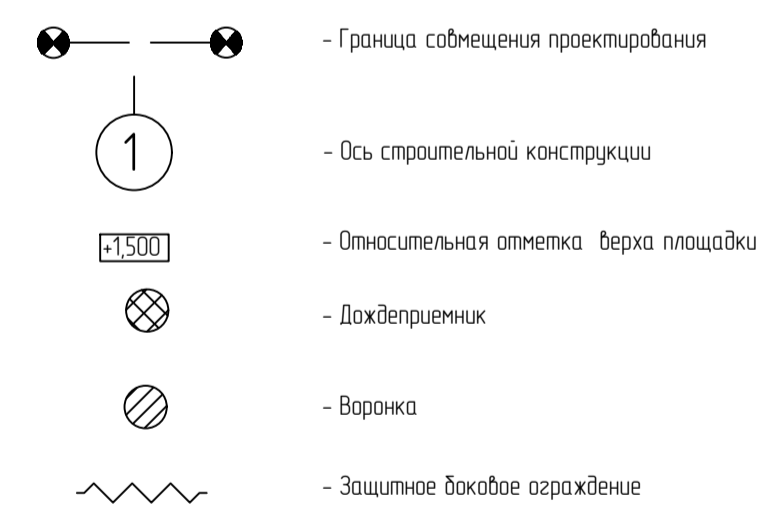 - Граница совмещения проектирования
1
- Ось строительной конструкции
+1,500
- Относительная отметка верха площадки
- Дождеприемник
- Воронка
- Защитное боковое ограждение